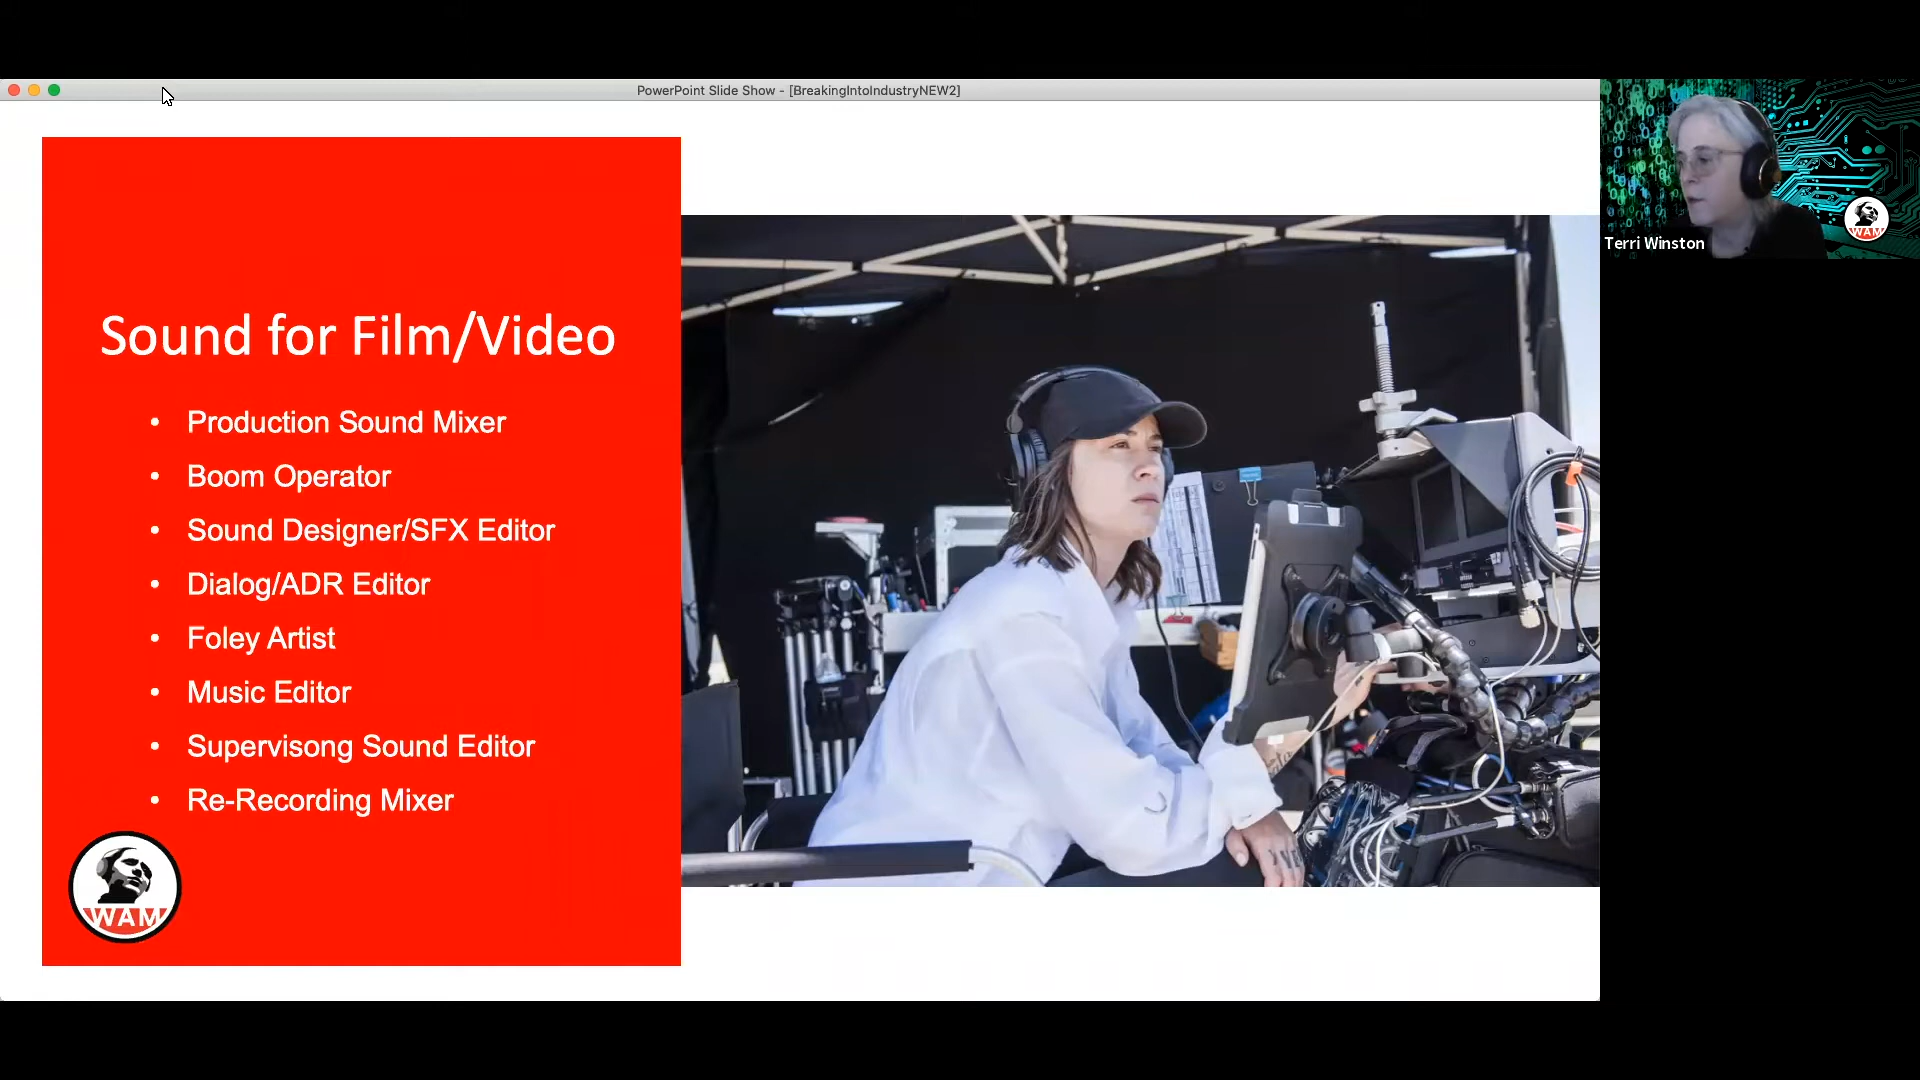 PowerPoint Slide Show - [BreakingIntoIndustryNEW2]
Sound for Film/Video
• Production Sound Mixer
• Boom Operator
• Sound Designer/SFX Editor
• Dialog/ADR Editor
• Foley Artist
• Music Editor
• Supervisong Sound Editor
• Re-Recording Mixer
WAM
WAM
Terri Winston